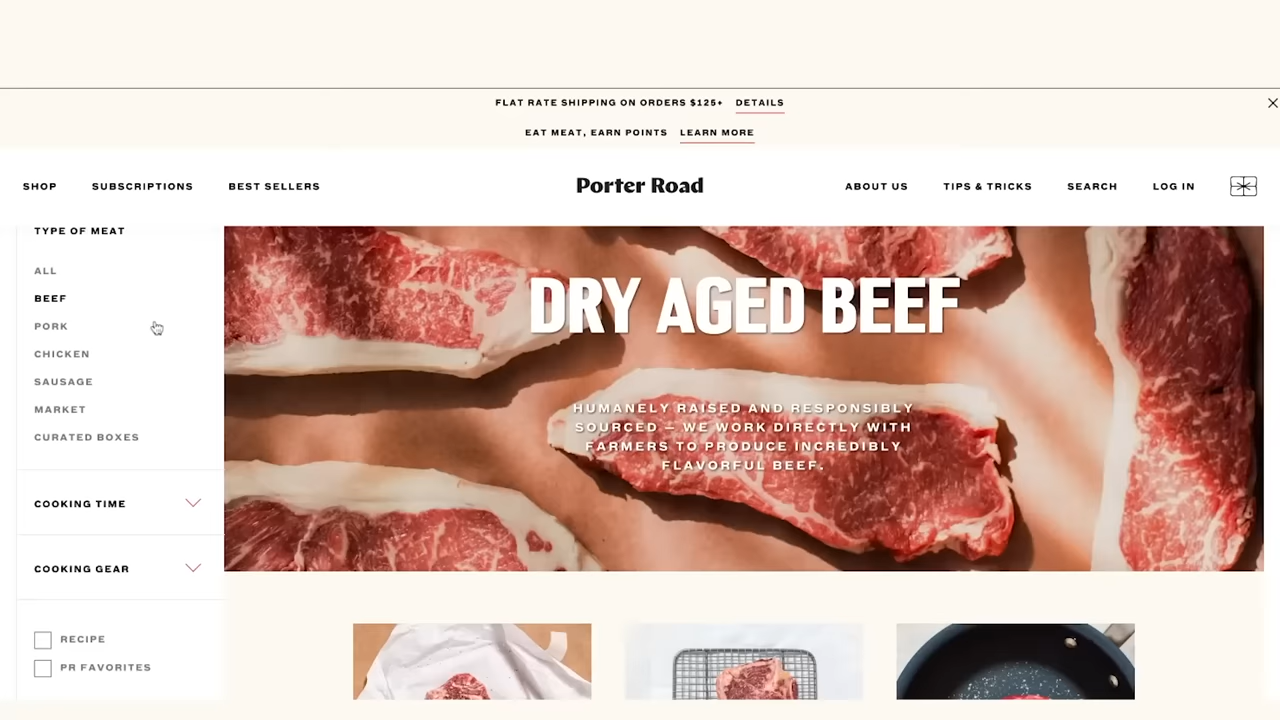 FLAT RATE SHIPPING ON ORDERS $125+ DETAILS
EAT MEAT, EARN POINTS LEARN MORE
SHOP SUBSCRIPTIONS BEST SELLERS Porter Road ABOUT US TIPS & TRICKS SEARCH LOG IN
TYPE OF MEAT
ALL
BEEF
PORK
CHICKEN
SAUSAGE
MARKET
CURATED BOXES
COOKING TIME
COOKING GEAR
RECIPE
PR FAVORITES
DRY AGED BEEF
HUMANELY RAISED AND RESPONSIBLY
SOURCED – WE WORK DIRECTLY WITH
FARMERS TO PRODUCE INCREDIBLY
FLAVORFUL BEEF.